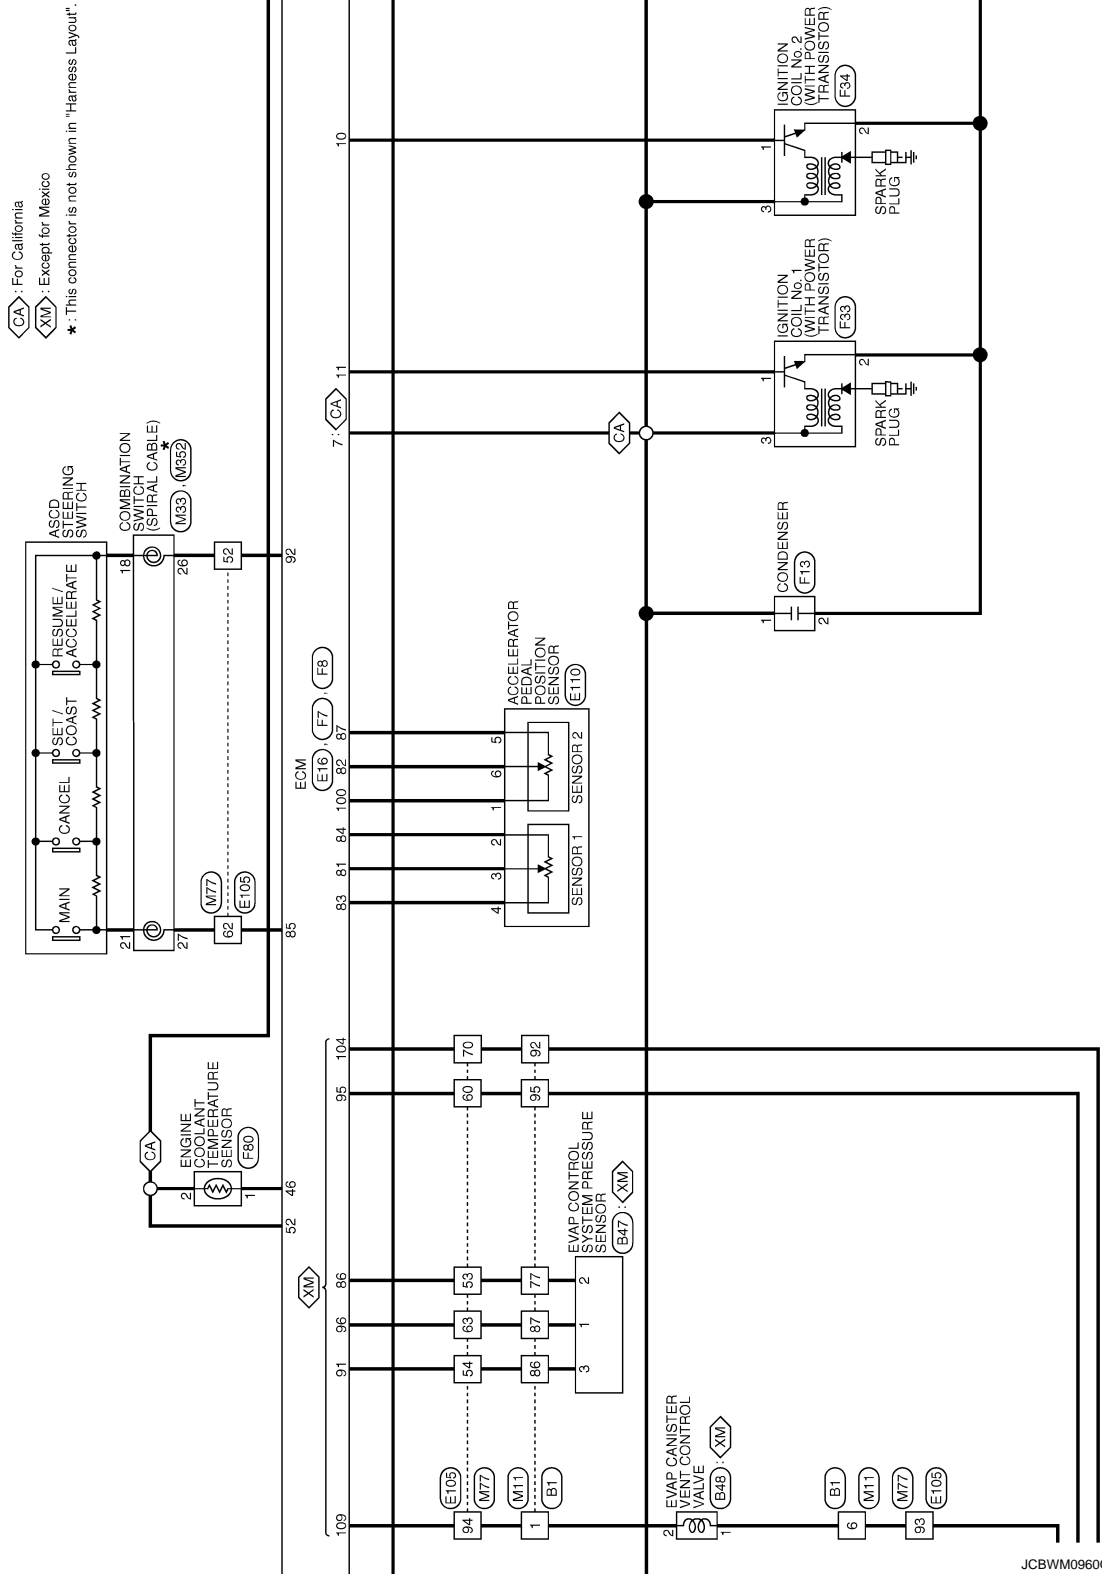 CA : For California
XM : Except for Mexico
* : This connector is not shown in "Harness Layout".
ASCD
STEERING
SWITCH
MAIN
CANCEL
SET /
COAST
RESUME /
ACCELERATE
COMBINATION
SWITCH
(SPIRAL CABLE)
M33 , M352 *
21
18
27
26
M77
E105
62
52
85
92
CA
ENGINE
COOLANT
TEMPERATURE
SENSOR
F80
2
1
52
46
ECM
E16 , F7 , F8
XM
109
91
96
86
95
104
83
81
84
100
82
87
7 : CA
11
10
E105
M77
94
54
63
53
60
70
M11
B1
1
86
87
77
95
92
3
1
2
EVAP CONTROL
SYSTEM PRESSURE
SENSOR
B47 : XM
4
3
2
1
6
5
SENSOR 1
SENSOR 2
ACCELERATOR
PEDAL
POSITION
SENSOR
E110
EVAP CANISTER
VENT CONTROL
VALVE
B48 : XM
2
1
B1
M11
6
M77
E105
93
CONDENSER
F13
1
2
CA
IGNITION
COIL No. 1
(WITH POWER
TRANSISTOR)
F33
3
1
2
SPARK
PLUG
IGNITION
COIL No. 2
(WITH POWER
TRANSISTOR)
F34
3
1
2
SPARK
PLUG